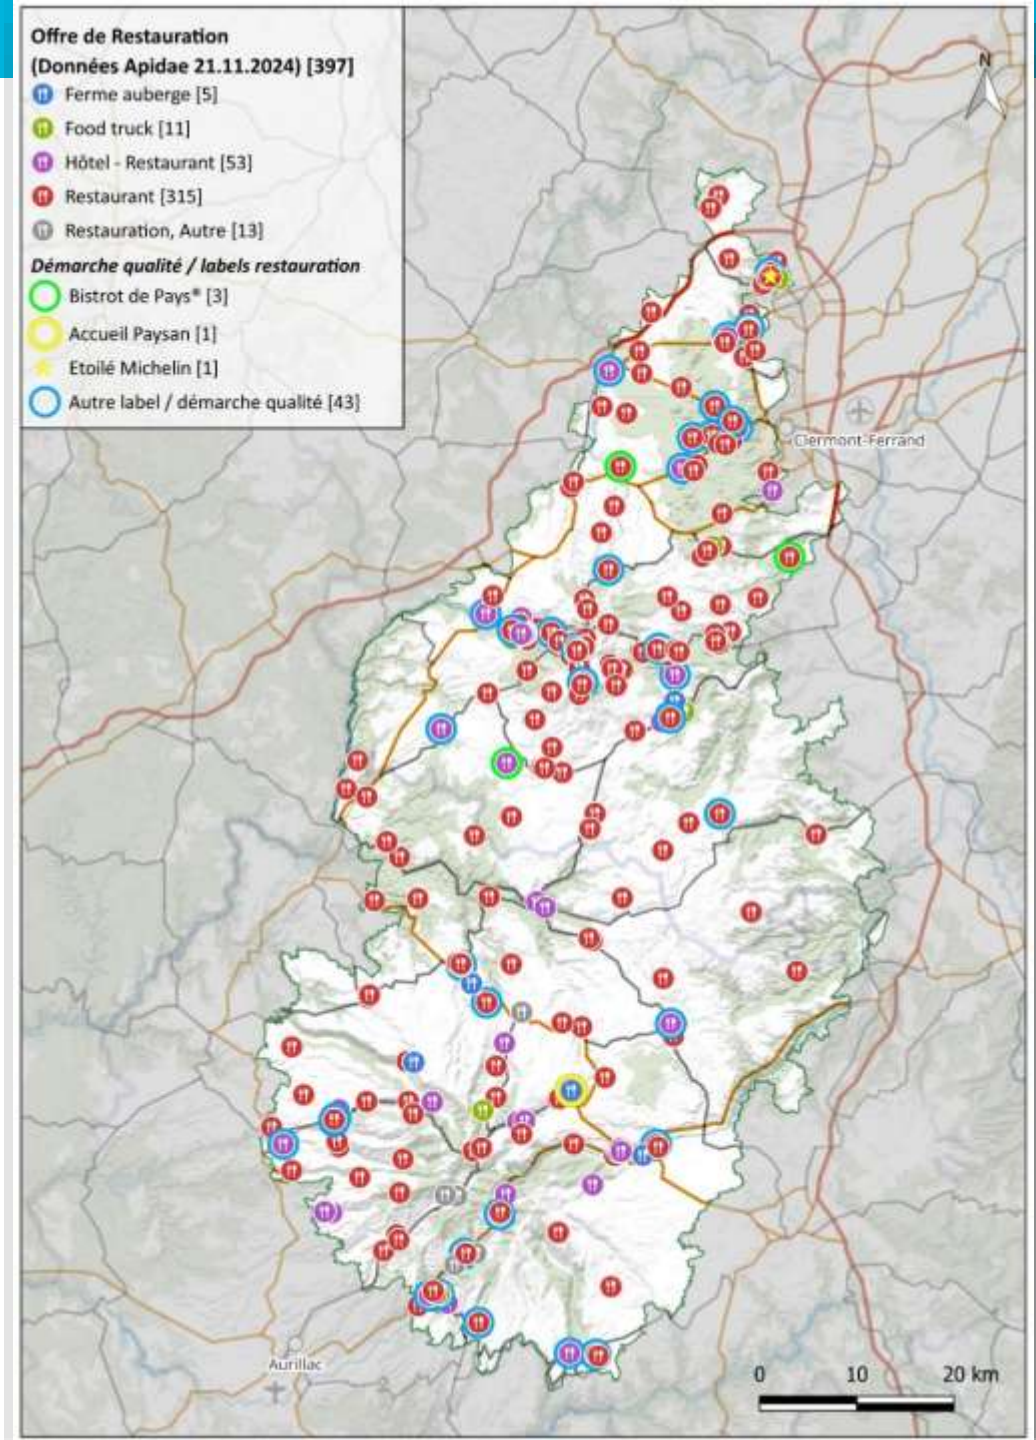 Offre de Restauration
(Données Apidae 21.11.2024) [397]
Ferme auberge [5]
Food truck [11]
Hôtel - Restaurant [53]
Restaurant [315]
Restauration, Autre [13]
Démarche qualité / labels restauration
Bistrot de Pays® [3]
Accueil Paysan [1]
Etoilé Michelin [1]
Autre label / démarche qualité [43]
N
Clermont-Ferrand
Aurillac
0 10 20 km